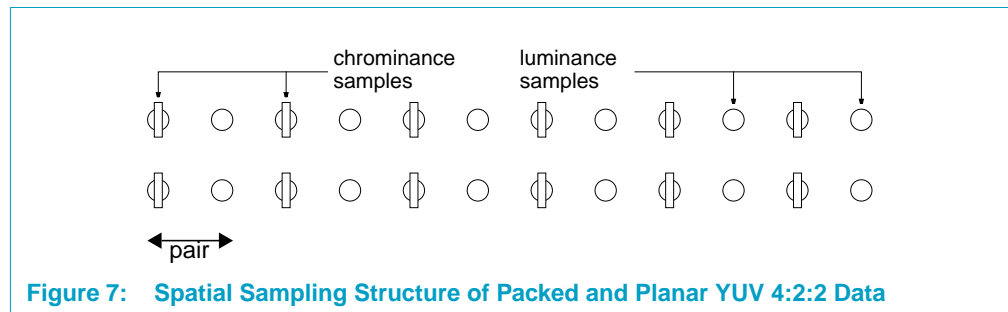 chrominance samples
luminance samples
pair
Figure 7: Spatial Sampling Structure of Packed and Planar YUV 4:2:2 Data